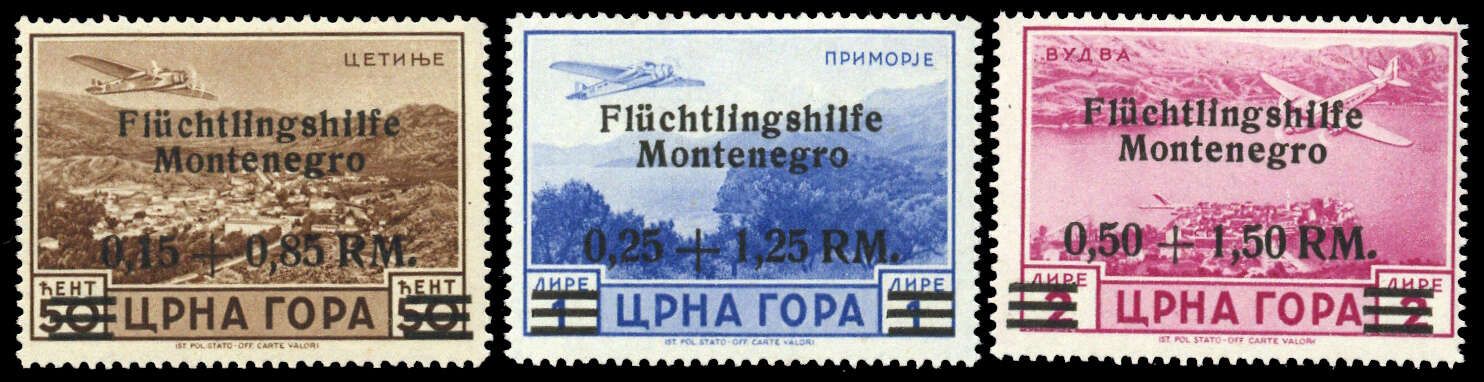 ЦЕТИЊЕ
Flüchtlingshilfe
Montenegro
0,15 + 0,85 RM.
ЋЕНТ ЋЕНТ
50 ЦРНА ГОРА 50
IST. POL. STATO - OFF. CARTE VALORI
ПРИМОРЈЕ
Flüchtlingshilfe
Montenegro
0,25 + 1,25 RM.
ЛИРЕ ЛИРЕ
1 ЦРНА ГОРА 1
IST. POL. STATO - OFF. CARTE VALORI
БУДВА
Flüchtlingshilfe
Montenegro
0,50 + 1,50 RM.
ЛИРЕ ЛИРЕ
2 ЦРНА ГОРА 2
IST. POL. STATO - OFF. CARTE VALORI